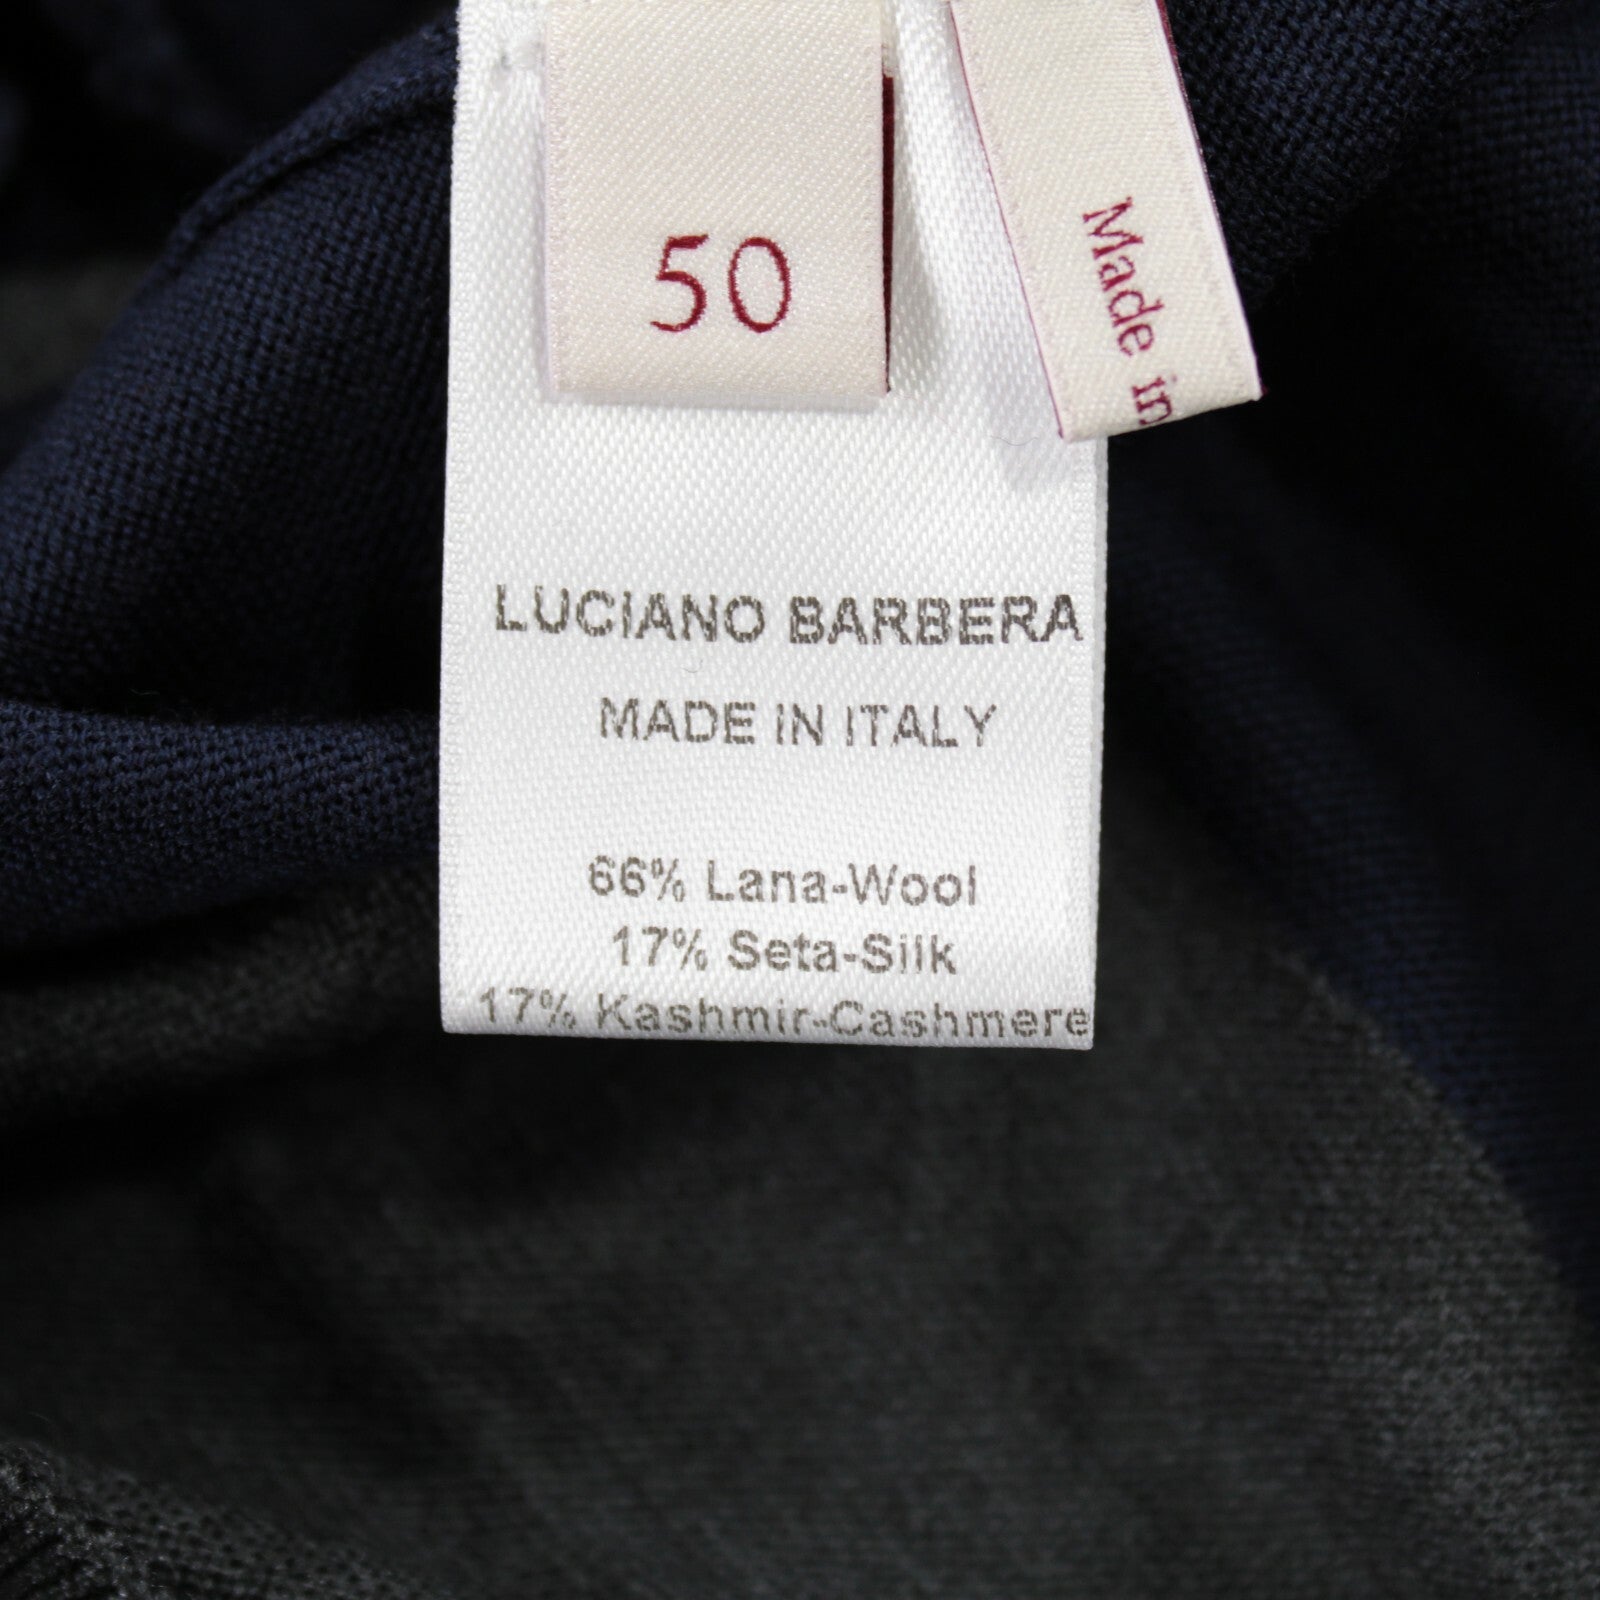 50
Made in
LUCIANO BARBERA
MADE IN ITALY
66% Lana-Wool
17% Seta-Silk
17% Kashmir-Cashmere